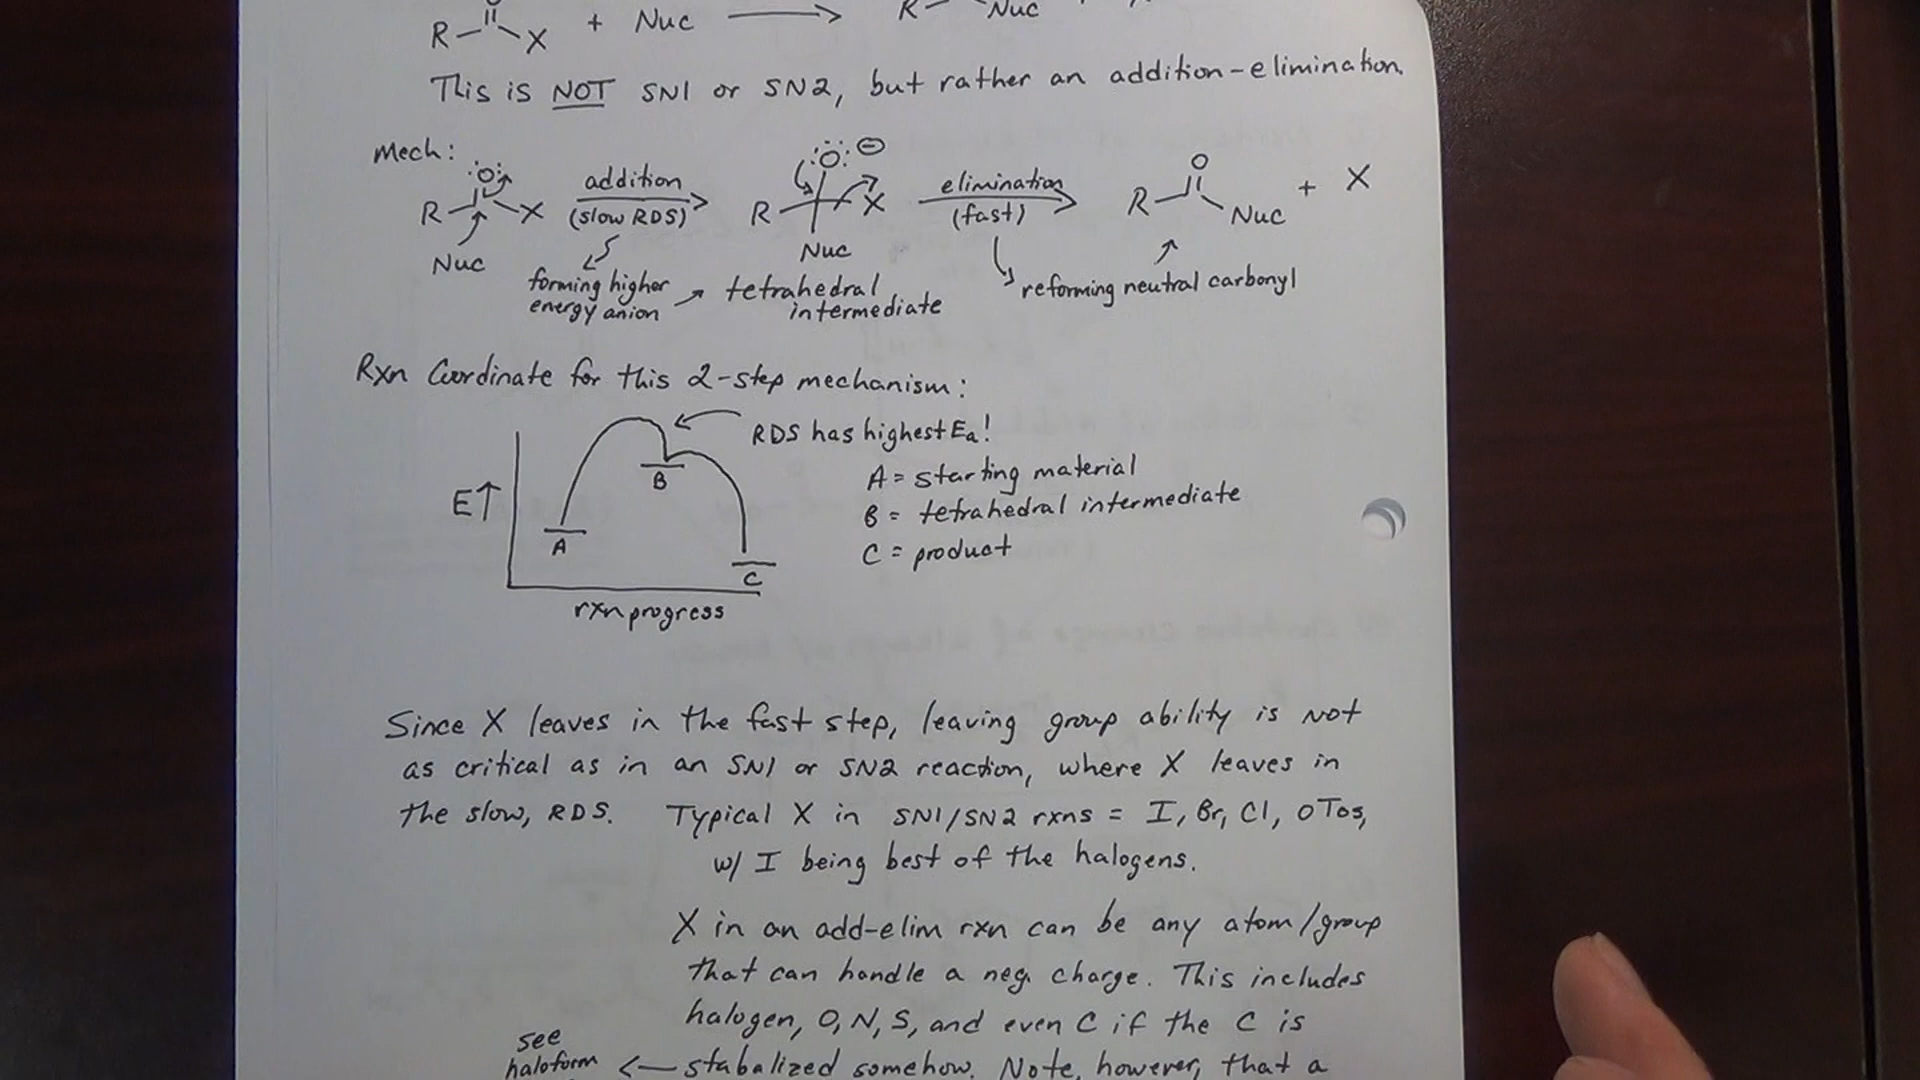 O
R X + Nuc → R Nuc
This is NOT SN1 or SN2, but rather an addition-elimination.
Mech:
:O: :O: ⊖ O
R X addition (slow RDS) R X elimination (fast) R Nuc + X
Nuc Nuc
forming higher energy anion → tetrahedral intermediate
reforming neutral carbonyl
Rxn Coordinate for this 2-step mechanism:
RDS has highest Ea!
E↑
A
B
C
rxn progress
A = starting material
B = tetrahedral intermediate
C = product
Since X leaves in the fast step, leaving group ability is NOT
as critical as in an SN1 or SN2 reaction, where X leaves in
the slow, RDS. Typical X in SN1/SN2 rxns = I, Br, Cl, OTos,
w/ I being best of the halogens.
X in an add-elim rxn can be any atom/group
that can handle a neg. charge. This includes
halogen, O, N, S, and even C if the C is
see
haloform ← stabalized somehow. Note, however, that a